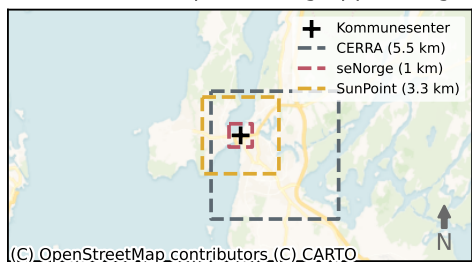 Kommunesenter
CERRA (5.5 km)
seNorge (1 km)
SunPoint (3.3 km)
N
(C) OpenStreetMap contributors (C) CARTO